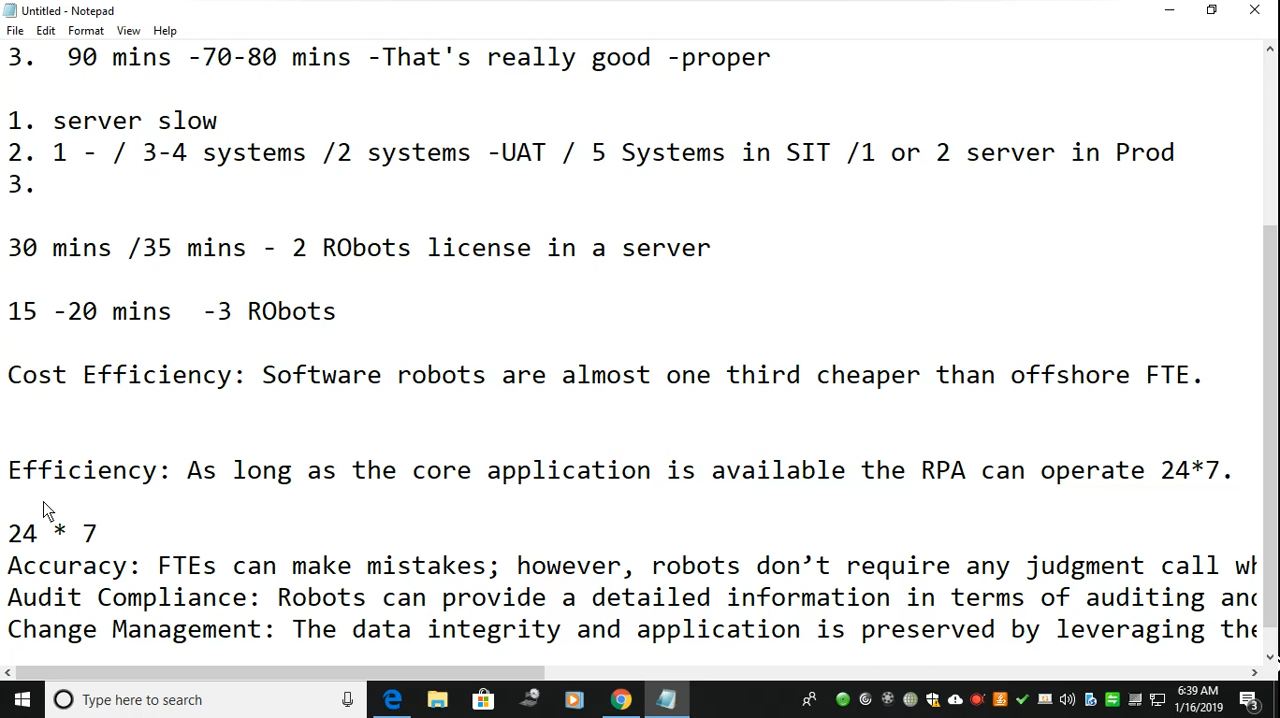 Untitled - Notepad
File Edit Format View Help
3.  90 mins -70-80 mins -That's really good -proper
1. server slow
2. 1 - / 3-4 systems /2 systems -UAT / 5 Systems in SIT /1 or 2 server in Prod
3.
30 mins /35 mins - 2 RObots license in a server
15 -20 mins  -3 RObots
Cost Efficiency: Software robots are almost one third cheaper than offshore FTE.
Efficiency: As long as the core application is available the RPA can operate 24*7.
24 * 7
Accuracy: FTEs can make mistakes; however, robots don’t require any judgment call wh
Audit Compliance: Robots can provide a detailed information in terms of auditing and
Change Management: The data integrity and application is preserved by leveraging the
Type here to search
6:39 AM
1/16/2019
3